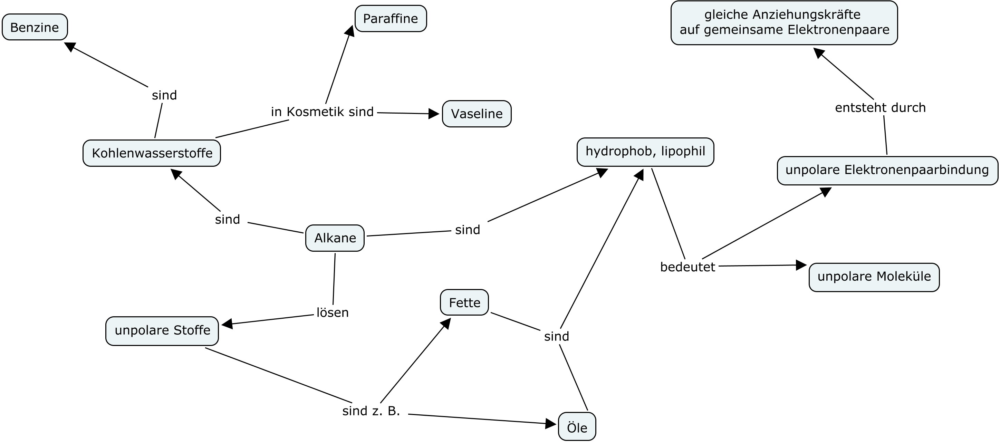 Paraffine
gleiche Anziehungskräfte
auf gemeinsame Elektronenpaare
Benzine
sind
entsteht durch
in Kosmetik sind
Vaseline
Kohlenwasserstoffe
hydrophob, lipophil
unpolare Elektronenpaarbindung
sind
Alkane
sind
bedeutet
unpolare Moleküle
Fette
lösen
unpolare Stoffe
sind
sind z. B.
Öle